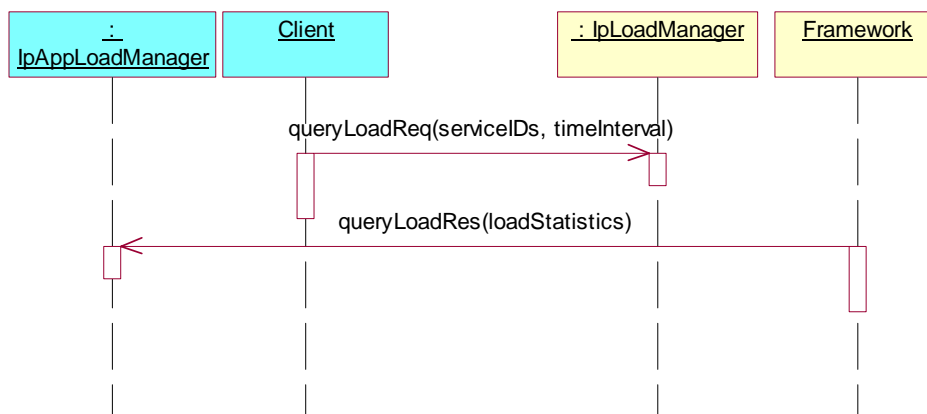 :
IpAppLoadManager
Client
: IpLoadManager
Framework
queryLoadReq(serviceIDs, timeInterval)
queryLoadRes(loadStatistics)